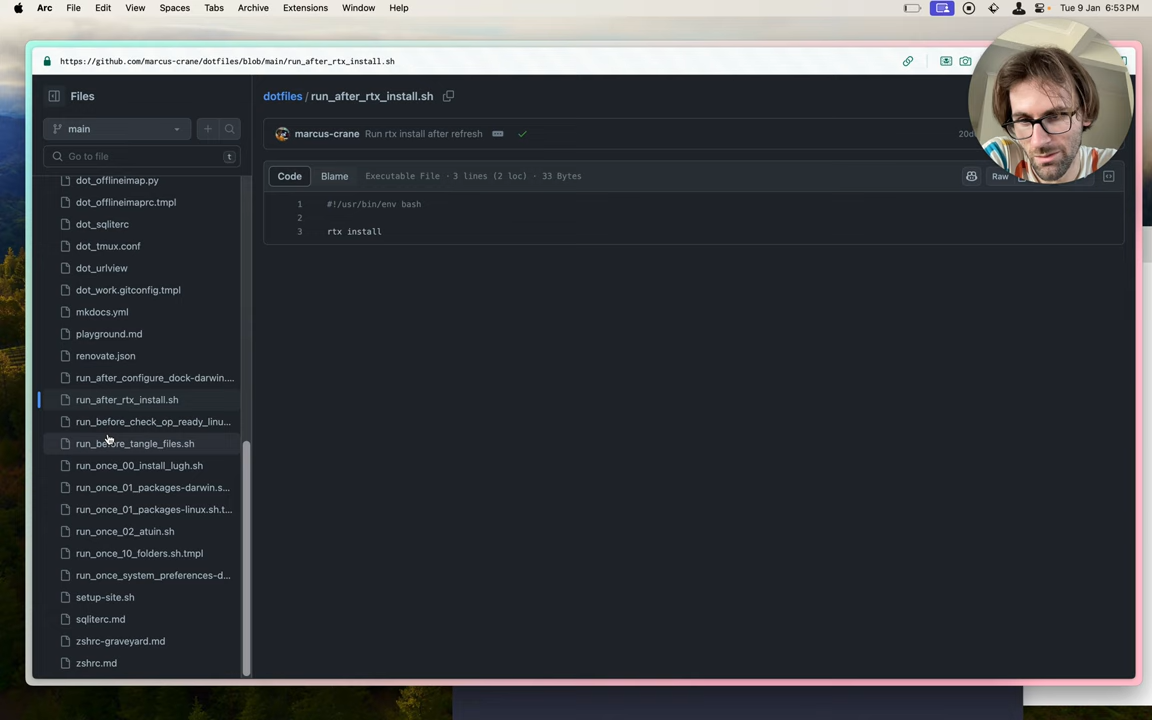 Arc File Edit View Spaces Tabs Archive Extensions Window Help Tue 9 Jan 6:53 PM
https://github.com/marcus-crane/dotfiles/blob/main/run_after_rtx_install.sh
Files
dotfiles / run_after_rtx_install.sh
main
marcus-crane Run rtx install after refresh
Go to file t
Code Blame Executable File · 3 lines (2 loc) · 33 Bytes
Raw
1 #!/usr/bin/env bash
2
3 rtx install
dot_offlineimap.py
dot_offlineimaprc.tmpl
dot_sqliterc
dot_tmux.conf
dot_urlview
dot_work.gitconfig.tmpl
mkdocs.yml
playground.md
renovate.json
run_after_configure_dock-darwin....
run_after_rtx_install.sh
run_before_check_op_ready_linu...
run_before_tangle_files.sh
run_once_00_install_lugh.sh
run_once_01_packages-darwin.s...
run_once_01_packages-linux.sh.t...
run_once_02_atuin.sh
run_once_10_folders.sh.tmpl
run_once_system_preferences-d...
setup-site.sh
sqliterc.md
zshrc-graveyard.md
zshrc.md